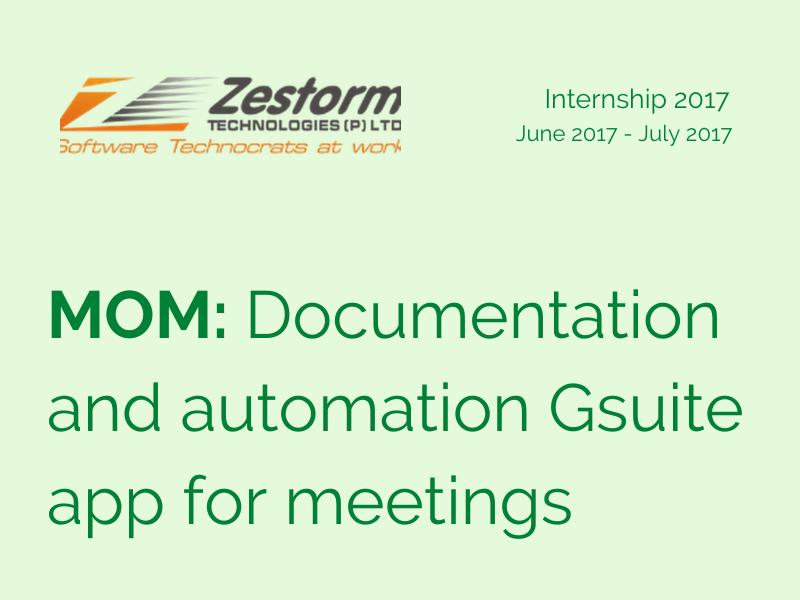 Zestorm
TECHNOLOGIES (P) LTD
Software Technocrats at work
Internship 2017
June 2017 - July 2017
MOM: Documentation
and automation Gsuite
app for meetings